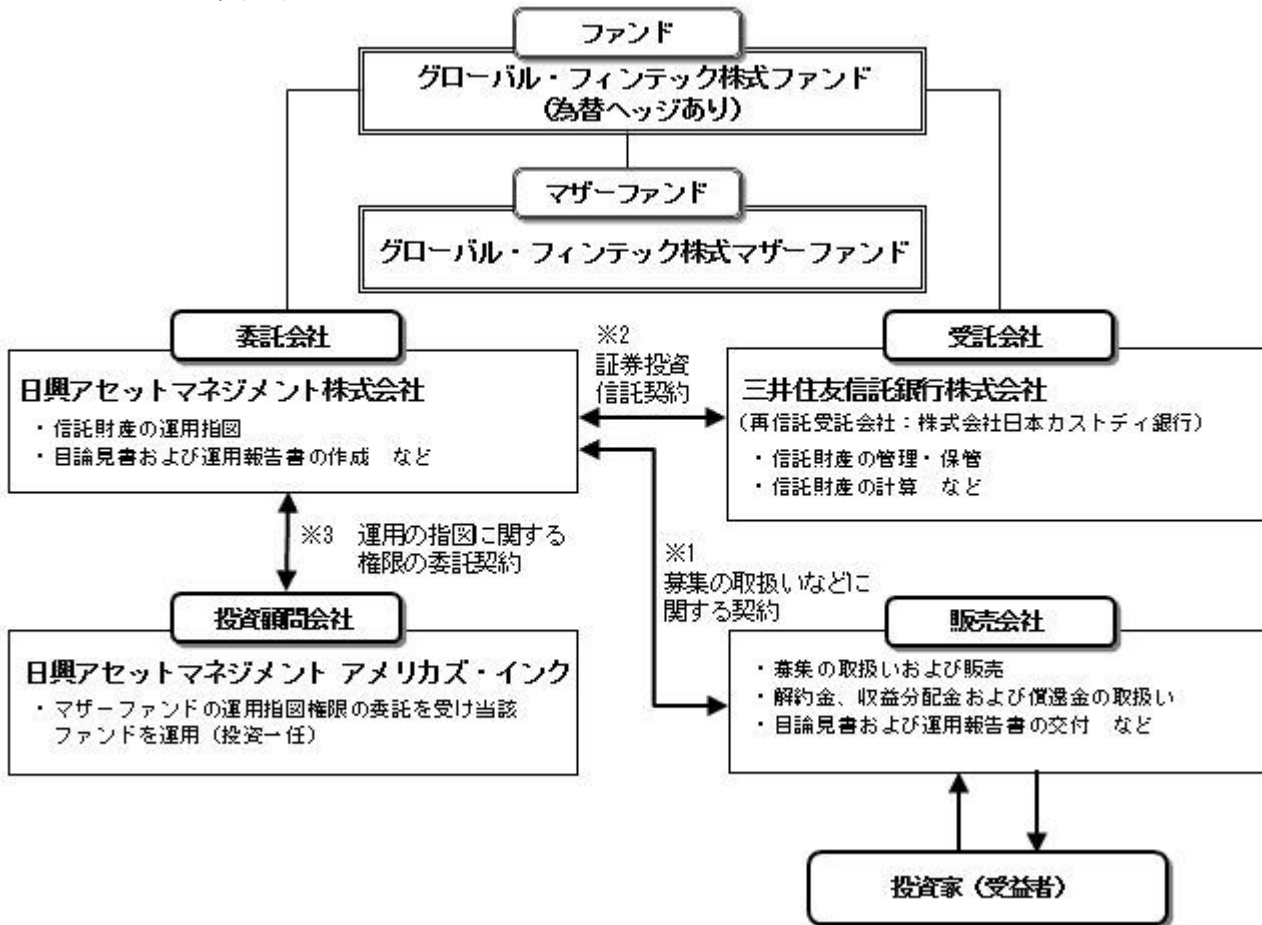 ファンド
グローバル・フィンテック株式ファンド
(為替ヘッジあり)
マザーファンド
グローバル・フィンテック株式マザーファンド
委託会社
日興アセットマネジメント株式会社
・信託財産の運用指図
・目論見書および運用報告書の作成　など
※2
証券投資
信託契約
受託会社
三井住友信託銀行株式会社
(再信託受託会社：株式会社日本カストディ銀行)
・信託財産の管理・保管
・信託財産の計算　など
※3　運用の指図に関する
権限の委託契約
※1
募集の取扱いなどに
関する契約
投資顧問会社
日興アセットマネジメント アメリカズ・インク
・マザーファンドの運用指図権限の委託を受け当該
ファンドを運用（投資一任）
販売会社
・募集の取扱いおよび販売
・解約金、収益分配金および償還金の取扱い
・目論見書および運用報告書の交付　など
投資家（受益者）